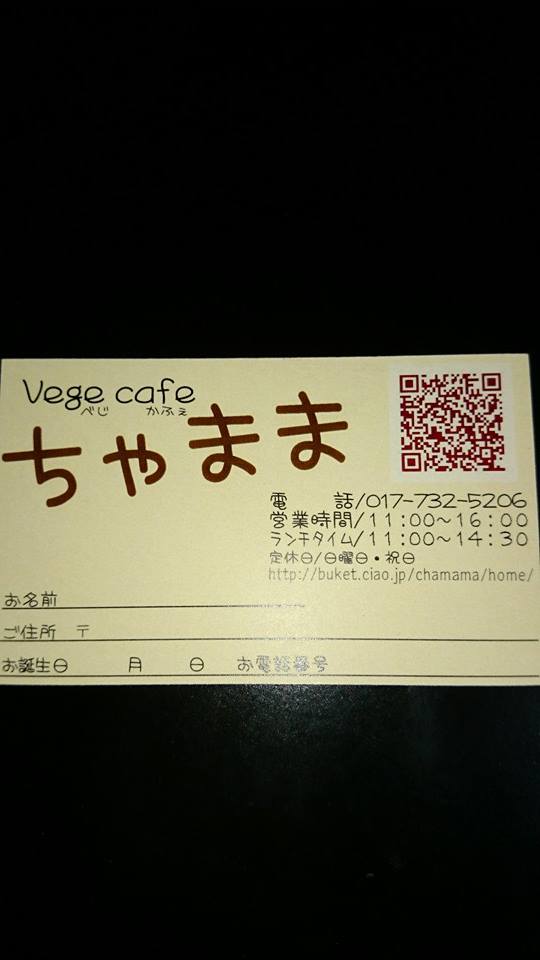 Vege cafe
べじ かふぇ
ちゃまま
電 話/017-732-5206
営業時間/11:00～16:00
ランチタイム/11:00～14:30
定休日/日曜日・祝日
http://buket.ciao.jp/chamama/home/
お名前
ご住所 〒
お誕生日 月 日 お電話番号